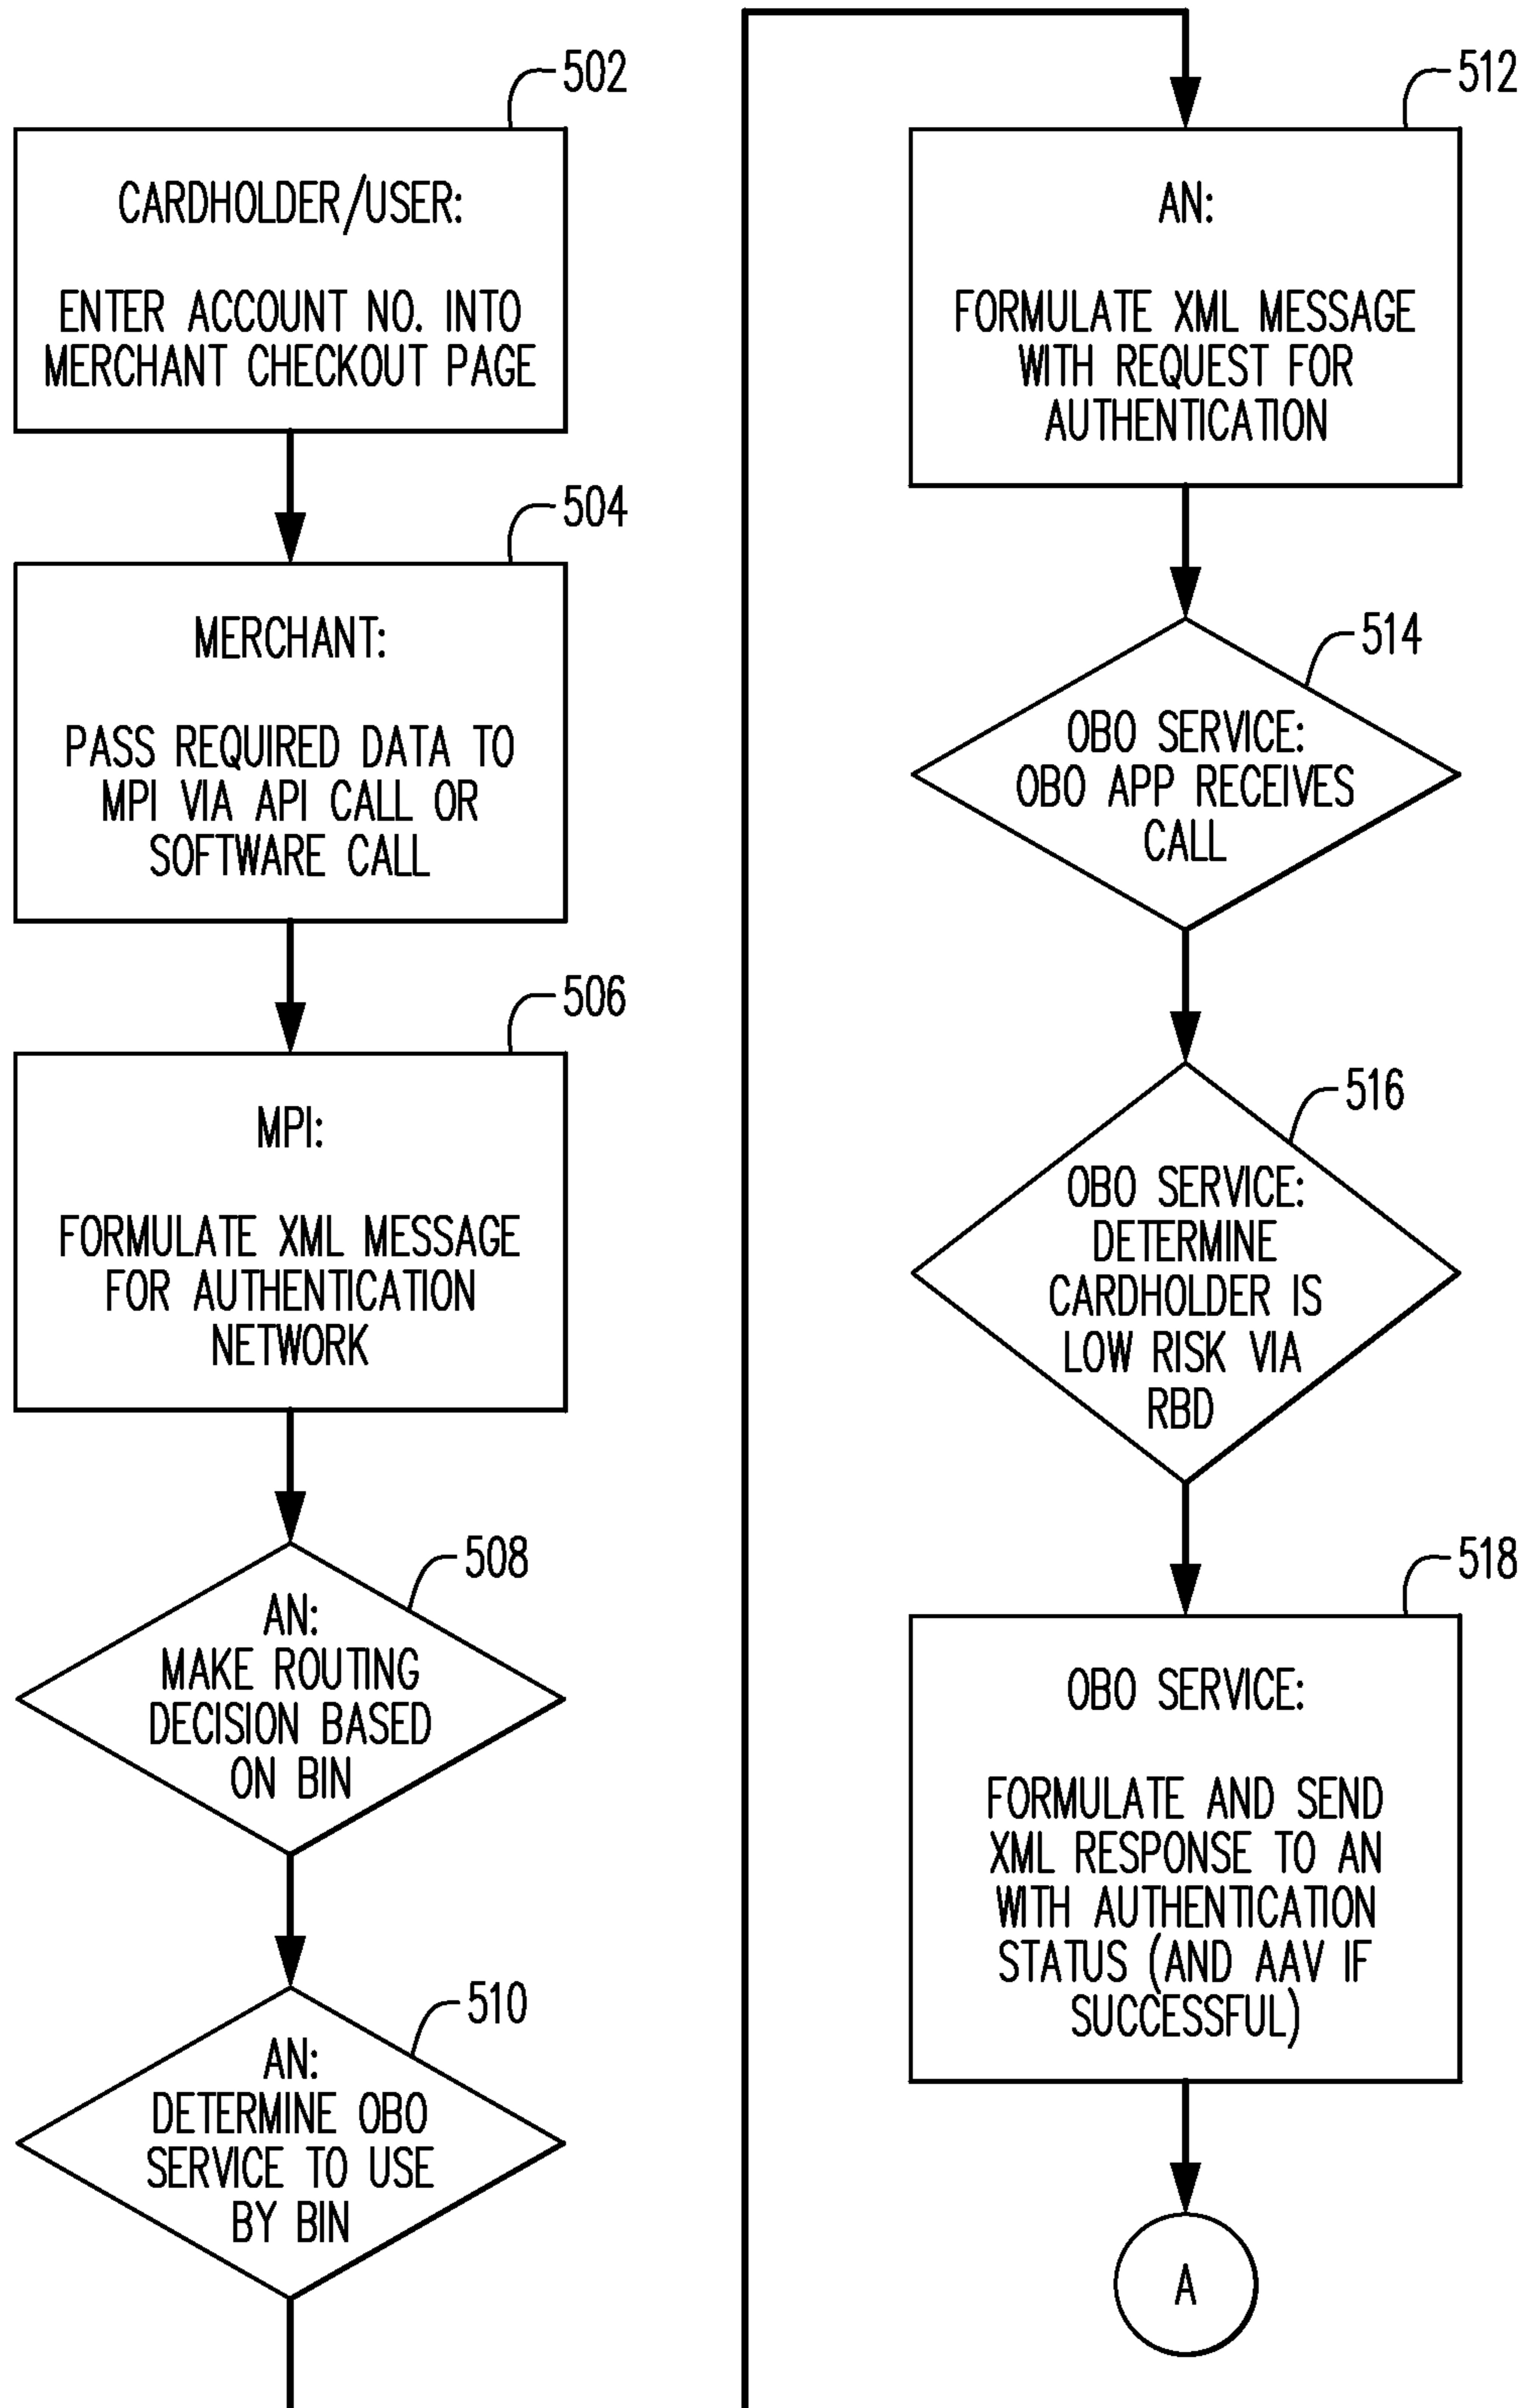 502
CARDHOLDER/USER:
ENTER ACCOUNT NO. INTO
MERCHANT CHECKOUT PAGE
504
MERCHANT:
PASS REQUIRED DATA TO
MPI VIA API CALL OR
SOFTWARE CALL
506
MPI:
FORMULATE XML MESSAGE
FOR AUTHENTICATION
NETWORK
508
AN:
MAKE ROUTING
DECISION BASED
ON BIN
510
AN:
DETERMINE OBO
SERVICE TO USE
BY BIN
512
AN:
FORMULATE XML MESSAGE
WITH REQUEST FOR
AUTHENTICATION
514
OBO SERVICE:
OBO APP RECEIVES
CALL
516
OBO SERVICE:
DETERMINE
CARDHOLDER IS
LOW RISK VIA
RBD
518
OBO SERVICE:
FORMULATE AND SEND
XML RESPONSE TO AN
WITH AUTHENTICATION
STATUS (AND AAV IF
SUCCESSFUL)
A